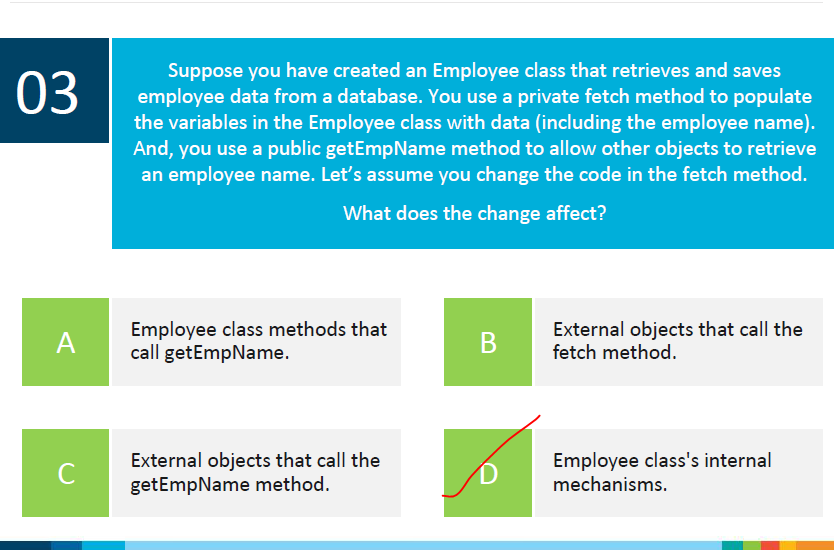 03
Suppose you have created an Employee class that retrieves and saves
employee data from a database. You use a private fetch method to populate
the variables in the Employee class with data (including the employee name).
And, you use a public getEmpName method to allow other objects to retrieve
an employee name. Let’s assume you change the code in the fetch method.
What does the change affect?
A
Employee class methods that
call getEmpName.
B
External objects that call the
fetch method.
C
External objects that call the
getEmpName method.
D
Employee class's internal
mechanisms.